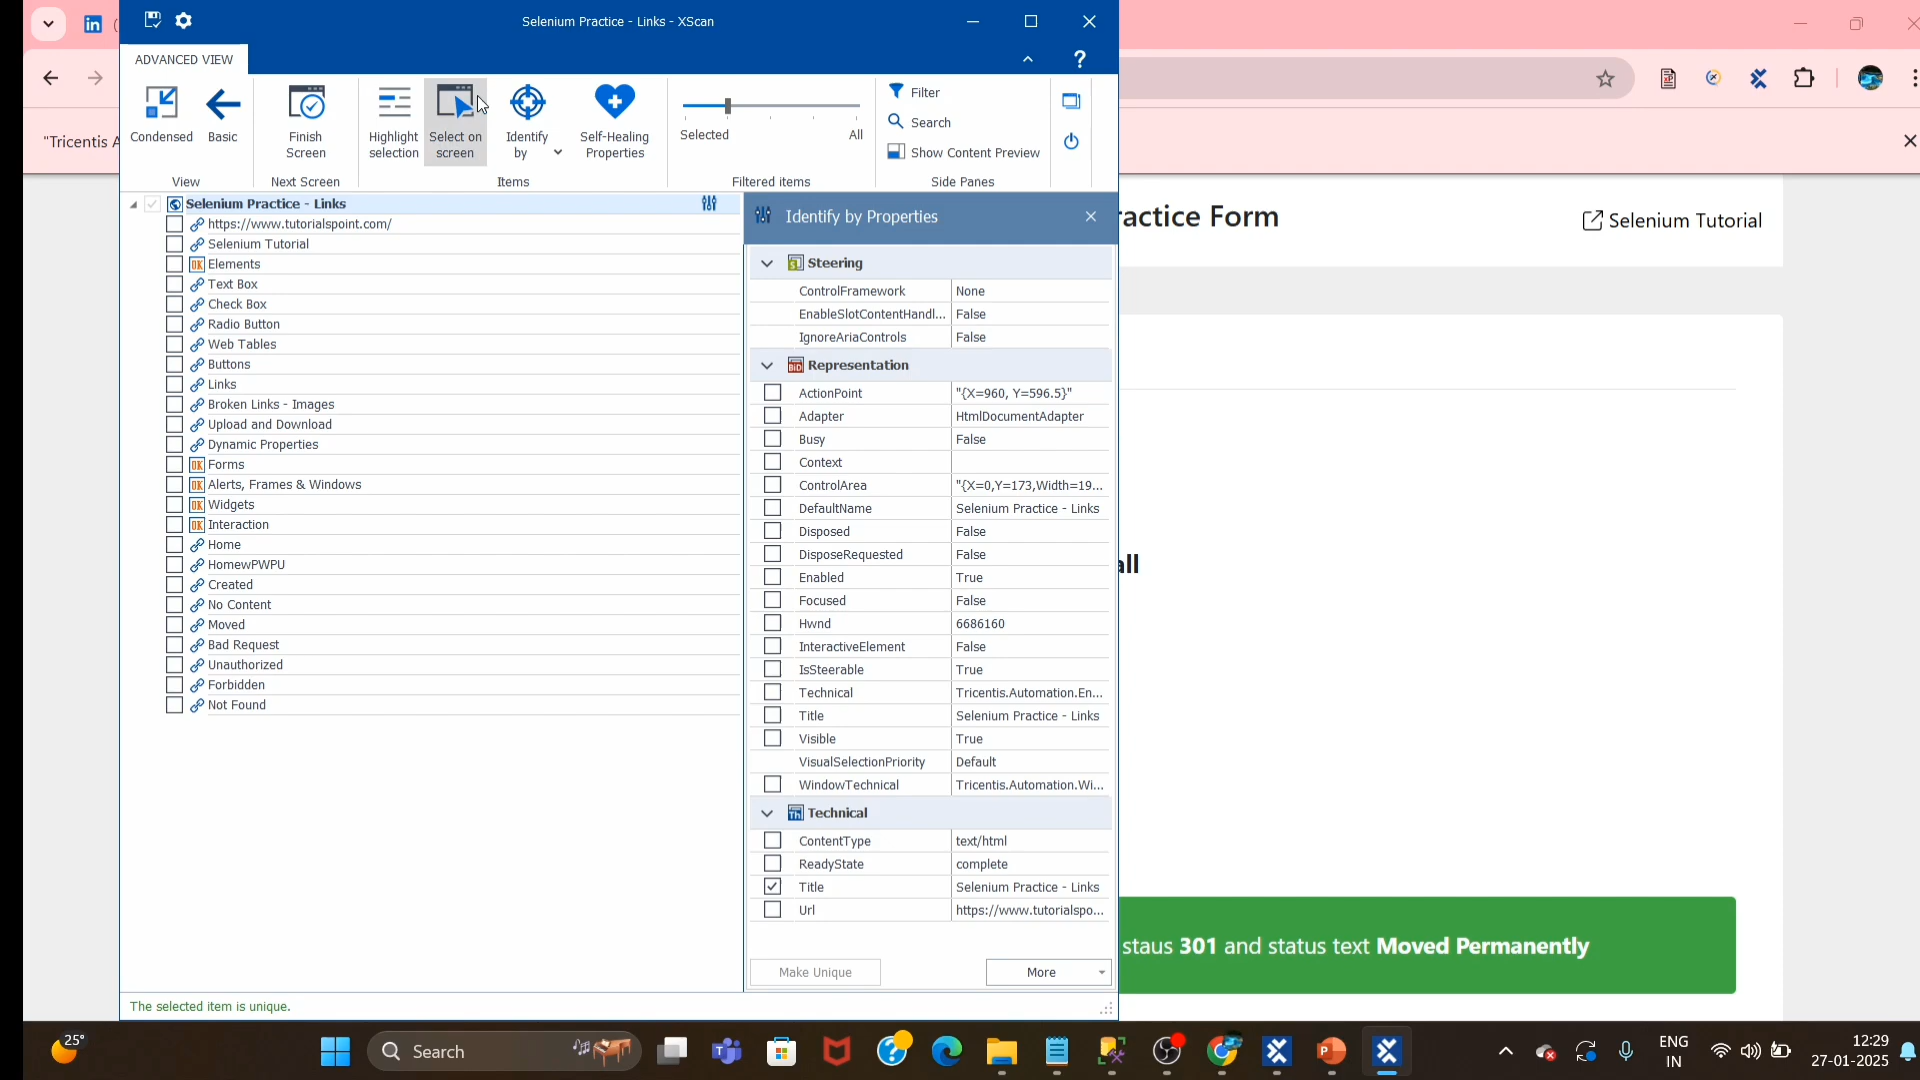 Selenium Practice - Links - XScan
ADVANCED VIEW
Condensed
Basic
View
Finish
Screen
Next Screen
Highlight
selection
Select on
screen
Identify
by
Self-Healing
Properties
Items
Selected
All
Filtered items
Filter
Search
Show Content Preview
Side Panes
"Tricentis A
Selenium Practice - Links
https://www.tutorialspoint.com/
Selenium Tutorial
Elements
Text Box
Check Box
Radio Button
Web Tables
Buttons
Links
Broken Links - Images
Upload and Download
Dynamic Properties
Forms
Alerts, Frames & Windows
Widgets
Interaction
Home
HomewPWPU
Created
No Content
Moved
Bad Request
Unauthorized
Forbidden
Not Found
Identify by Properties
Steering
ControlFramework None
EnableSlotContentHandl... False
IgnoreAriaControls False
Representation
ActionPoint "{X=960, Y=596.5}"
Adapter HtmlDocumentAdapter
Busy False
Context
ControlArea "{X=0,Y=173,Width=19...
DefaultName Selenium Practice - Links
Disposed False
DisposeRequested False
Enabled True
Focused False
Hwnd 6686160
InteractiveElement False
IsSteerable True
Technical Tricentis.Automation.En...
Title Selenium Practice - Links
Visible True
VisualSelectionPriority Default
WindowTechnical Tricentis.Automation.Wi...
Technical
ContentType text/html
ReadyState complete
Title Selenium Practice - Links
Url https://www.tutorialspo...
Make Unique
More
The selected item is unique.
ractice Form
Selenium Tutorial
all
staus 301 and status text Moved Permanently
25°
Search
ENG
IN
12:29
27-01-2025